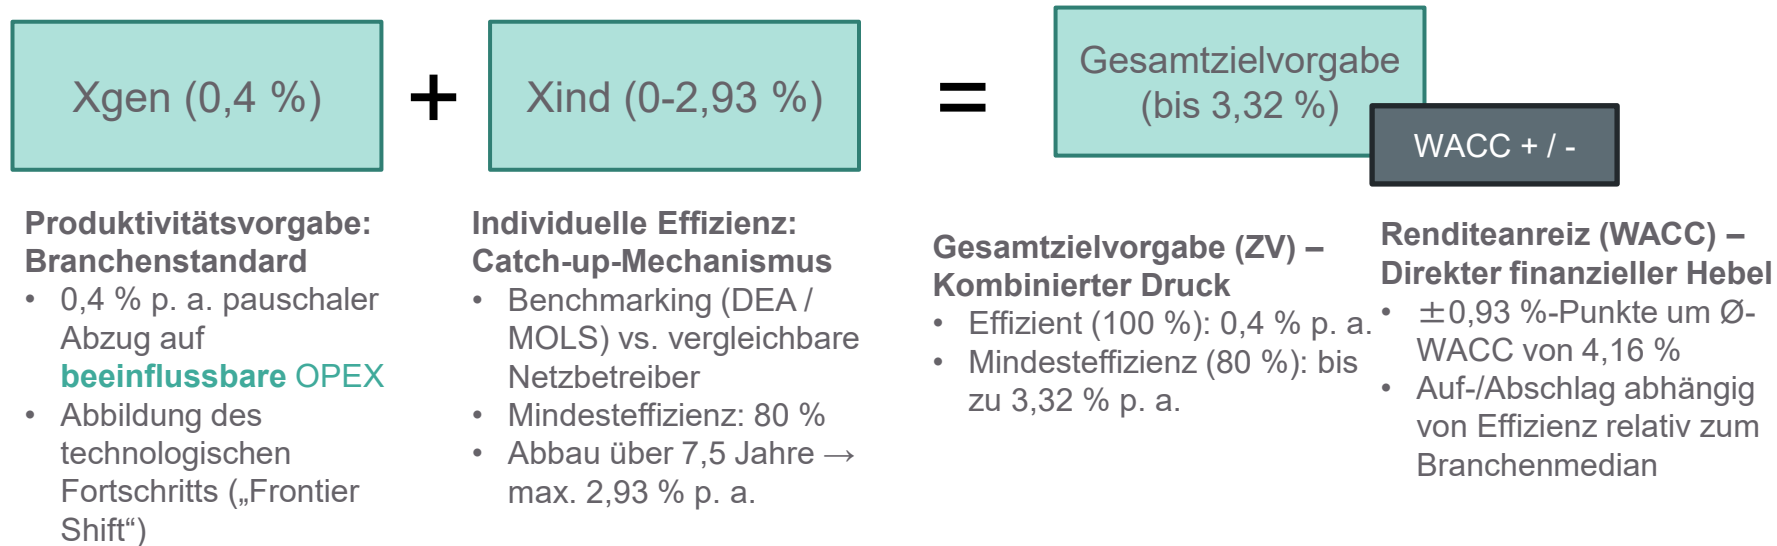 Xgen (0,4 %)
+
Xind (0-2,93 %)
=
Gesamtzielvorgabe
(bis 3,32 %)
WACC + / -
Produktivitätsvorgabe:
Branchenstandard
• 0,4 % p. a. pauschaler
Abzug auf
beeinflussbare OPEX
• Abbildung des
technologischen
Fortschritts („Frontier
Shift“)
Individuelle Effizienz:
Catch-up-Mechanismus
• Benchmarking (DEA /
MOLS) vs. vergleichbare
Netzbetreiber
• Mindesteffizienz: 80 %
• Abbau über 7,5 Jahre →
max. 2,93 % p. a.
Gesamtzielvorgabe (ZV) –
Kombinierter Druck
• Effizient (100 %): 0,4 % p. a.
• Mindesteffizienz (80 %): bis
zu 3,32 % p. a.
Renditeanreiz (WACC) –
Direkter finanzieller Hebel
• ±0,93 %-Punkte um Ø-
WACC von 4,16 %
• Auf-/Abschlag abhängig
von Effizienz relativ zum
Branchenmedian